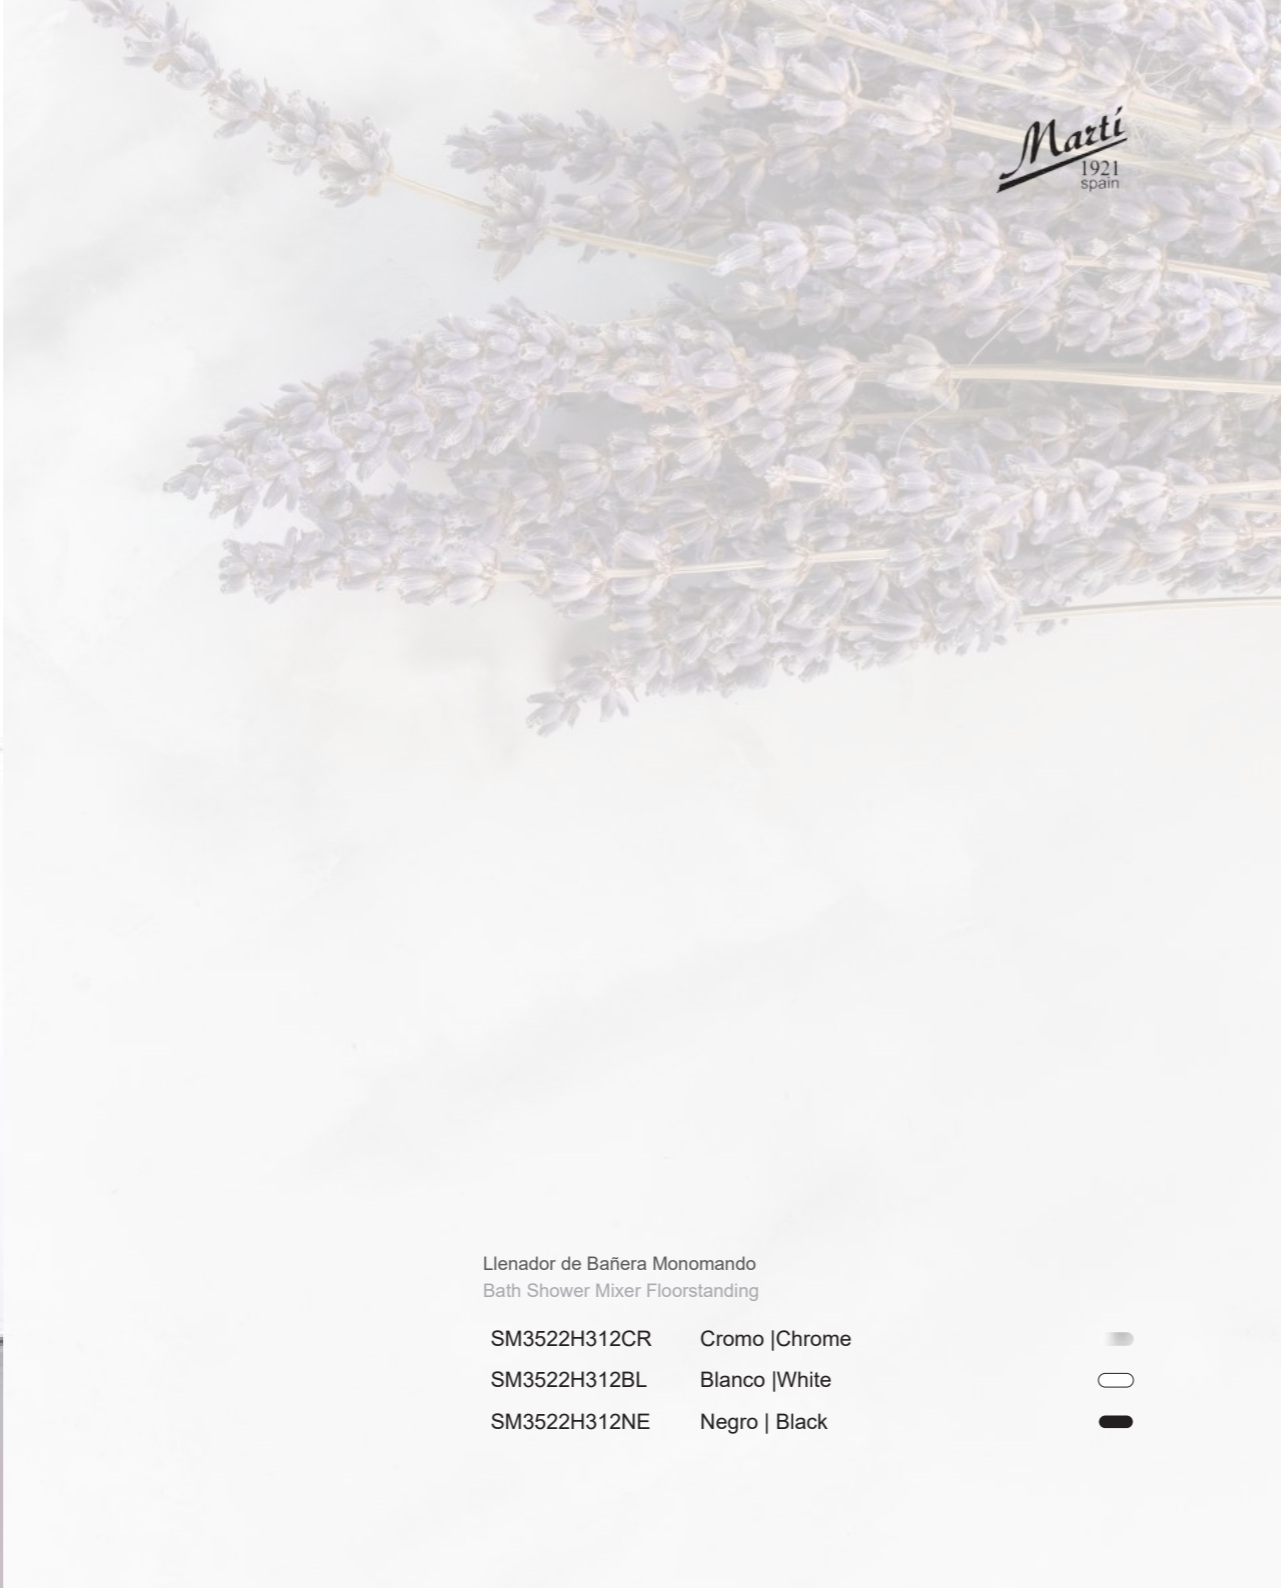 Martí
1921
spain
Llenador de Bañera Monomando
Bath Shower Mixer Floorstanding
SM3522H312CR Cromo |Chrome
SM3522H312BL Blanco |White
SM3522H312NE Negro | Black